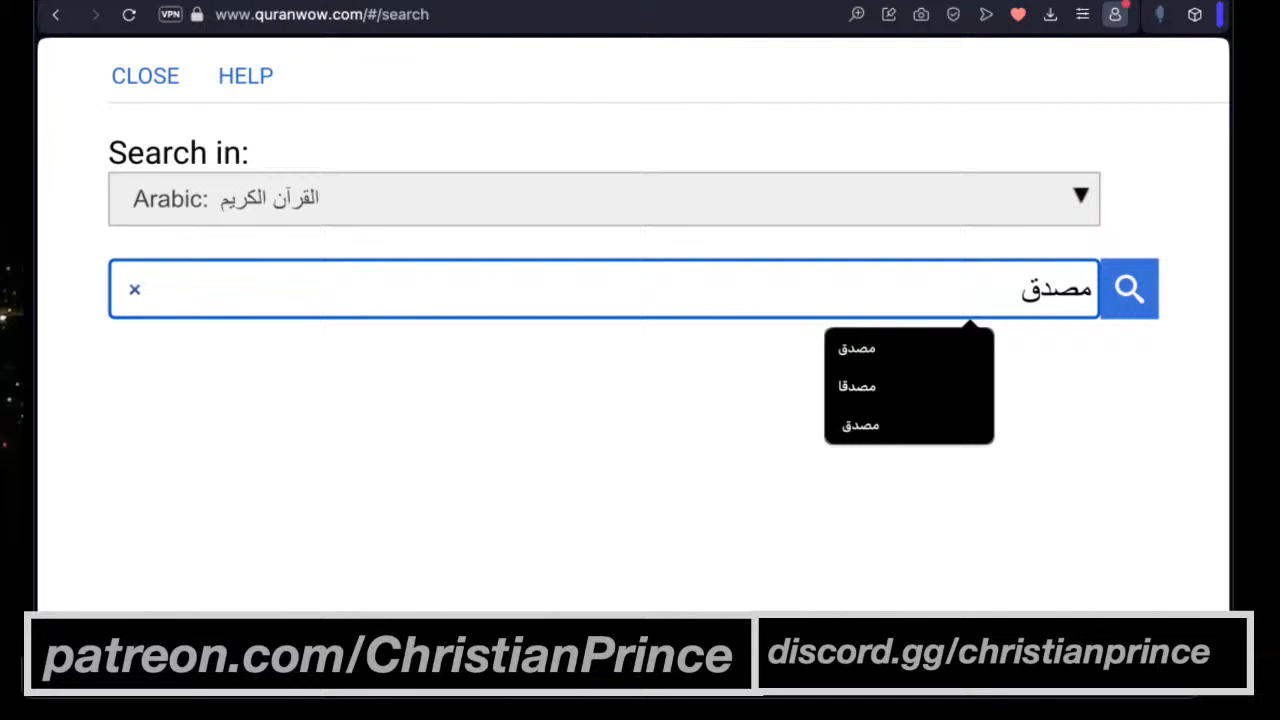 VPN www.quranwow.com/#/search
CLOSE HELP
Search in:
Arabic: القرآن الكريم
× مصدق
مصدق
مصدقا
مصدق
patreon.com/ChristianPrince
discord.gg/christianprince